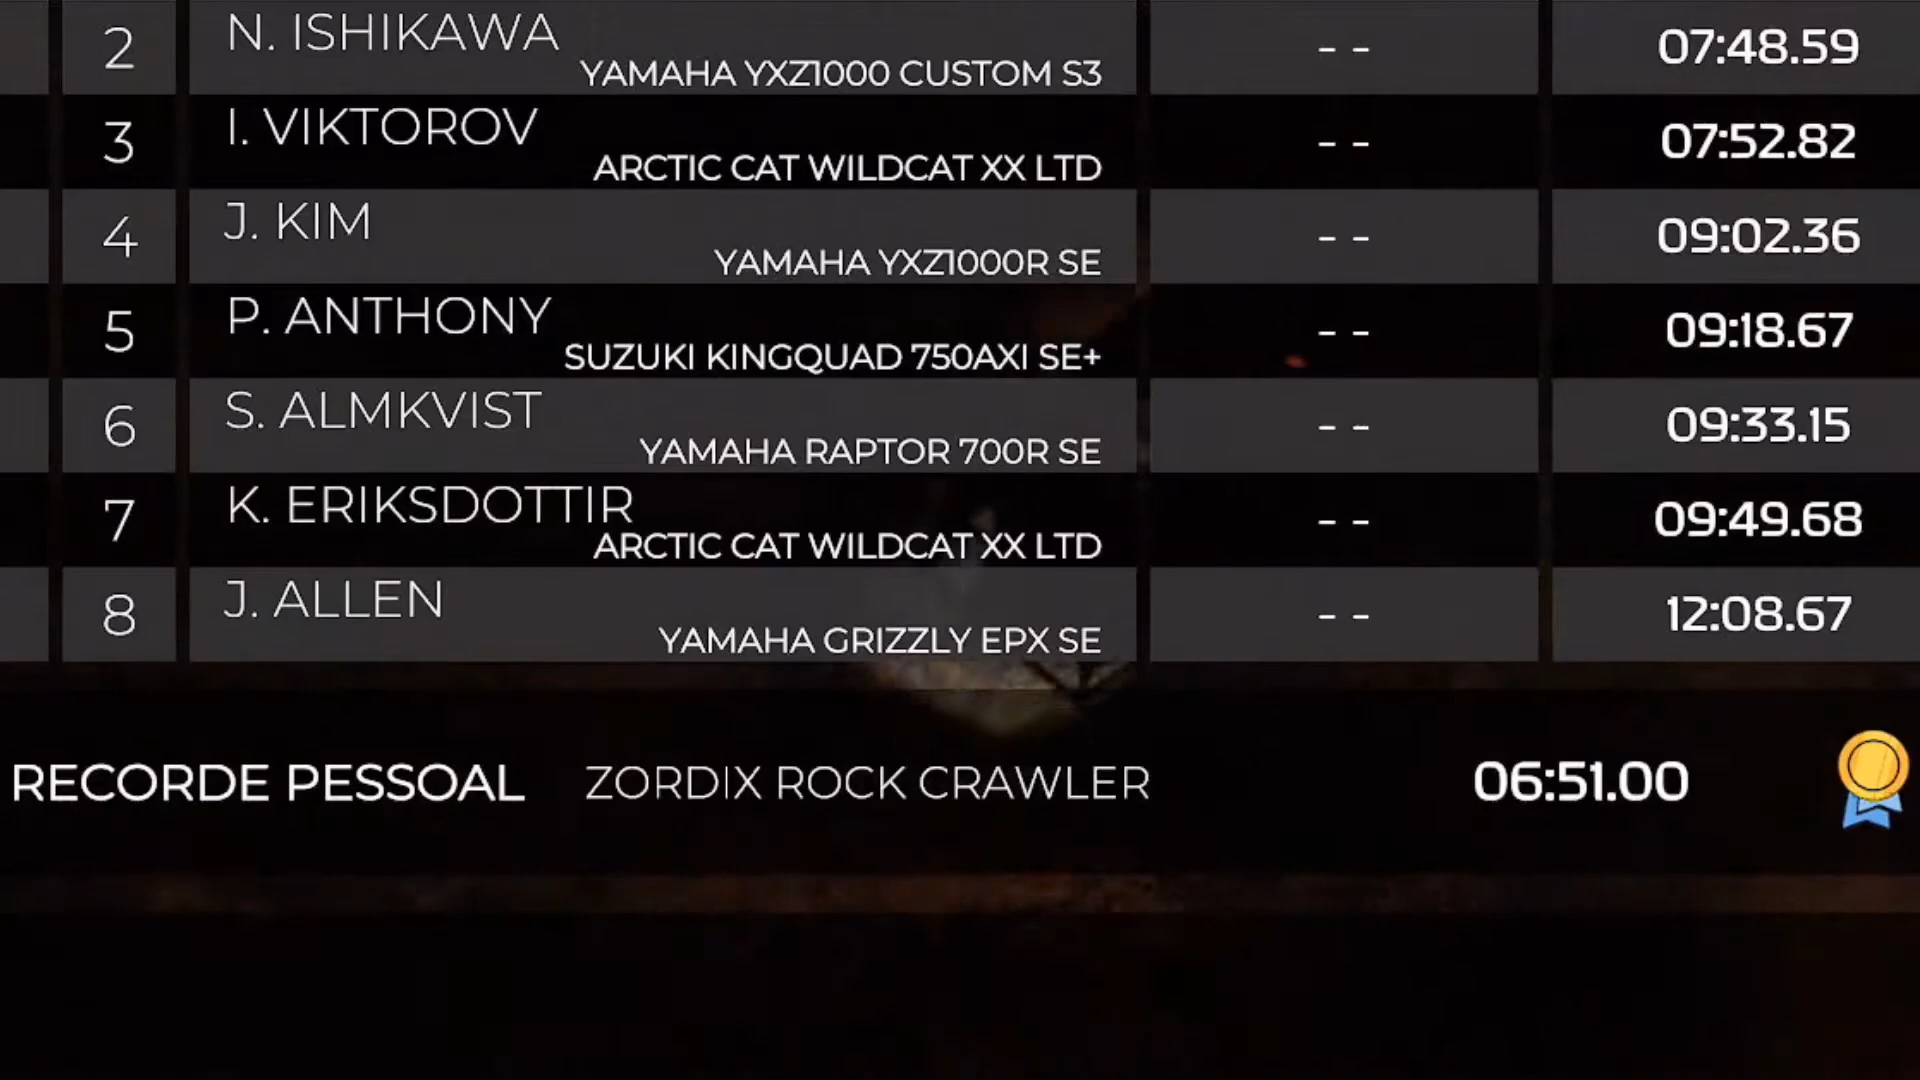 2 N. ISHIKAWA -- 07:48.59
YAMAHA YXZ1000 CUSTOM S3
3 I. VIKTOROV -- 07:52.82
ARCTIC CAT WILDCAT XX LTD
4 J. KIM -- 09:02.36
YAMAHA YXZ1000R SE
5 P. ANTHONY -- 09:18.67
SUZUKI KINGQUAD 750AXI SE+
6 S. ALMKVIST -- 09:33.15
YAMAHA RAPTOR 700R SE
7 K. ERIKSDOTTIR -- 09:49.68
ARCTIC CAT WILDCAT XX LTD
8 J. ALLEN -- 12:08.67
YAMAHA GRIZZLY EPX SE
RECORDE PESSOAL ZORDIX ROCK CRAWLER 06:51.00